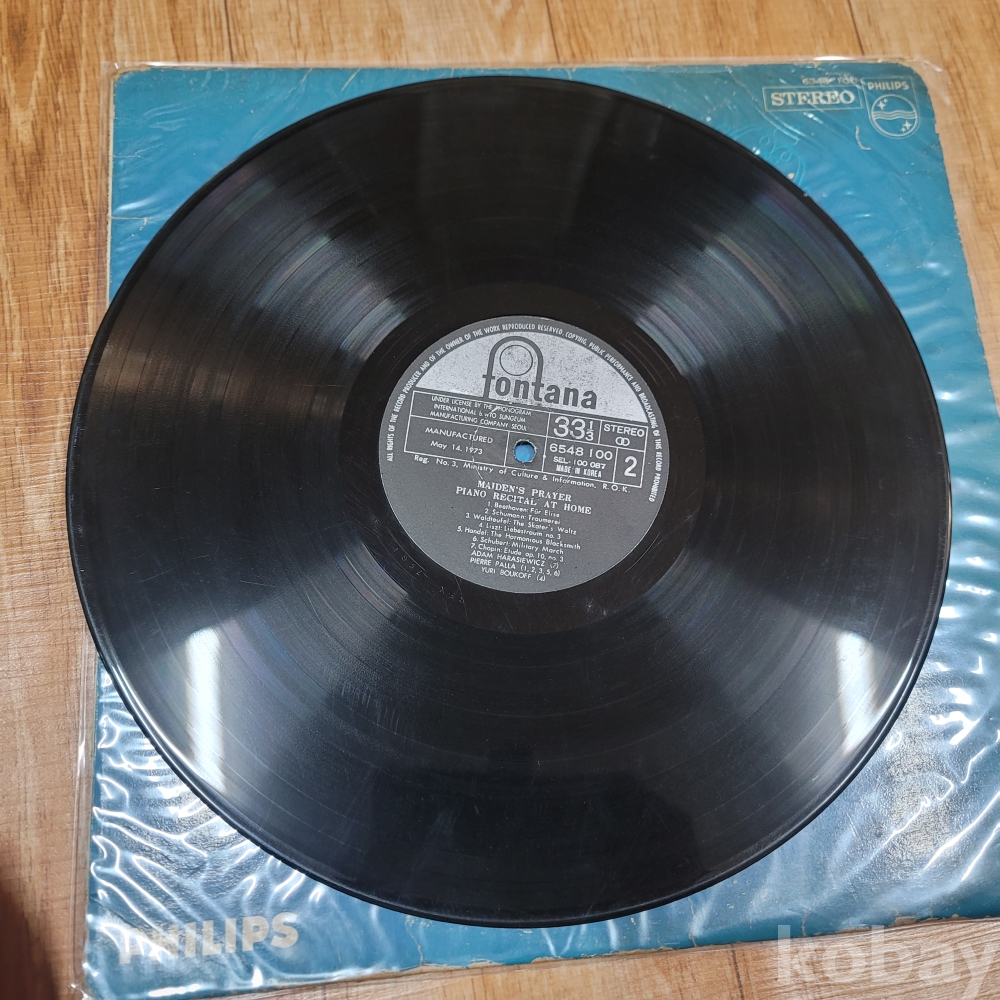 STEREO
PHILIPS
ALL RIGHTS OF THE RECORD PRODUCER AND OF THE OWNER OF THE WORK REPRODUCED RESERVED. COPYING, PUBLIC PERFORMANCE AND BROADCASTING OF THIS RECORD PROHIBITED
fontana
UNDER LICENSE BY THE PHONOGRAM
INTERNATIONAL B.V TO SUNGEUM
MANUFACTURING COMPANY SEOUL
33 1/3
STEREO
MANUFACTURED
May 14. 1973
6548 100
SEL-100 087
MADE IN KOREA
2
Reg. No. 3, Ministry of Culture & Information, R.O.K.
MAIDEN'S PRAYER
PIANO RECITAL AT HOME
1. Beethoven: Für Elise
2. Schumann: Traumerei
3. Waldteufel: The Skater's Waltz
4. Liszt: Liebestraum no. 3
5. Handel: The Harmonious Blacksmith
6. Schubert: Military March
7. Chopin: Etude op. 10, no. 3
ADAM HARASIEWICZ (7)
PIERRE PALLA (1, 2, 3, 5, 6)
YURI BOUKOFF (4)
PHILIPS
kobay